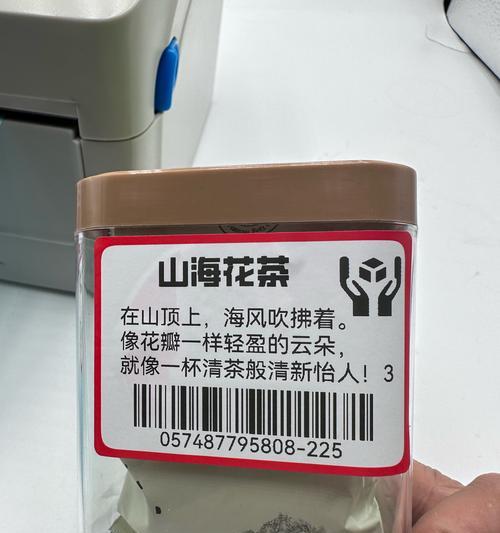 山海花茶
在山顶上，海风吹拂着。
像花瓣一样轻盈的云朵，
就像一杯清茶般清新怡人！3
057487795808-225